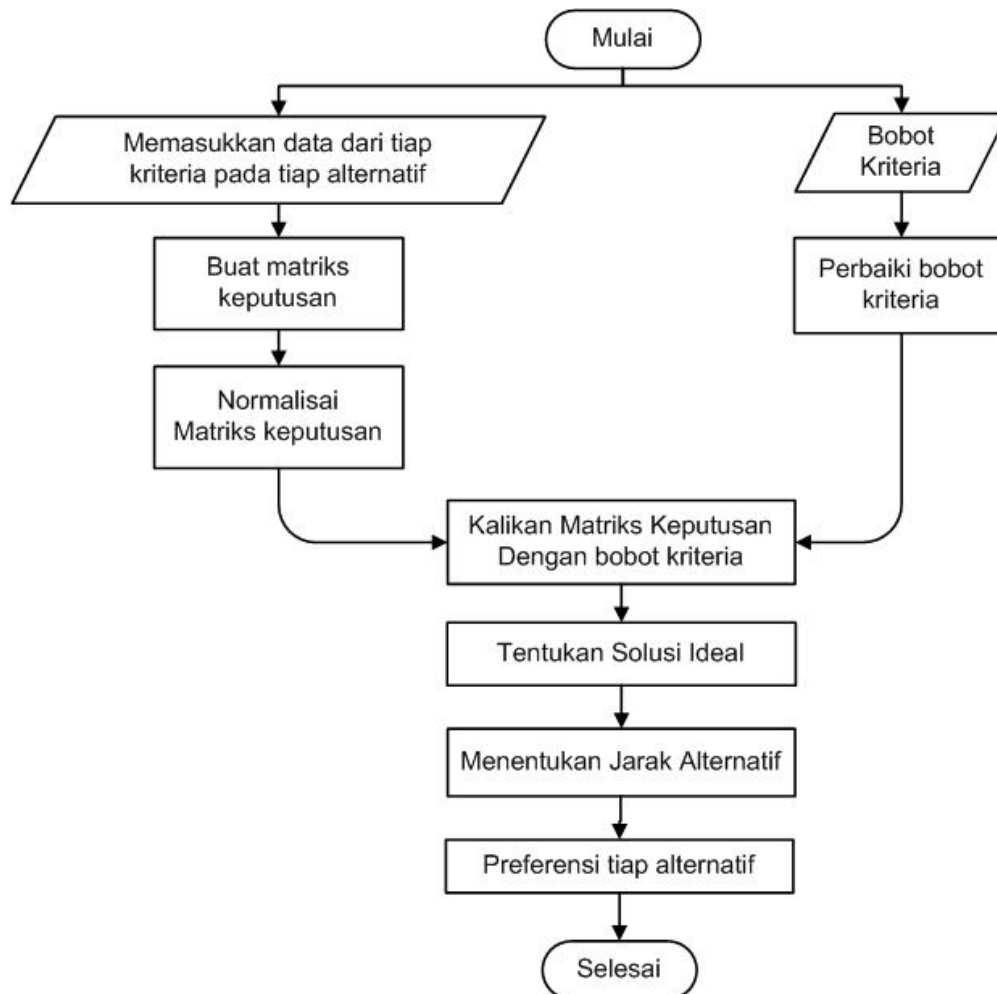 Mulai
Memasukkan data dari tiap
kriteria pada tiap alternatif
Bobot
Kriteria
Buat matriks
keputusan
Perbaiki bobot
kriteria
Normalisai
Matriks keputusan
Kalikan Matriks Keputusan
Dengan bobot kriteria
Tentukan Solusi Ideal
Menentukan Jarak Alternatif
Preferensi tiap alternatif
Selesai